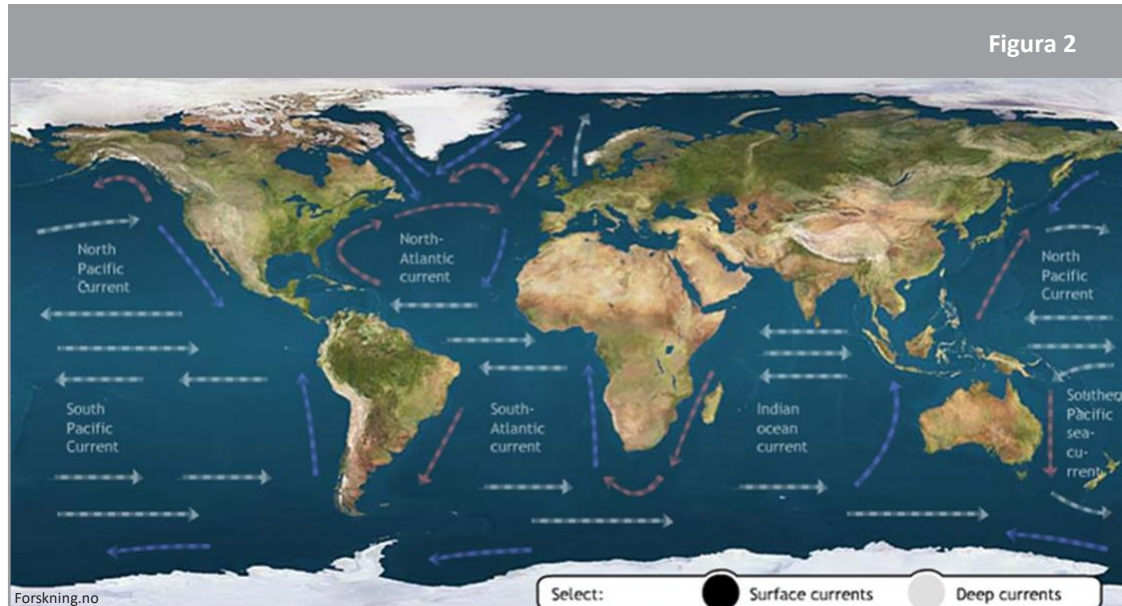 Figura 2
North
Pacific
Current
North-
Atlantic
current
North
Pacific
Current
South
Pacific
Current
South-
Atlantic
current
Indian
ocean
current
Southern
Pacific
sea-
cu-
rrent
Forskning.no
Select:
Surface currents
Deep currents